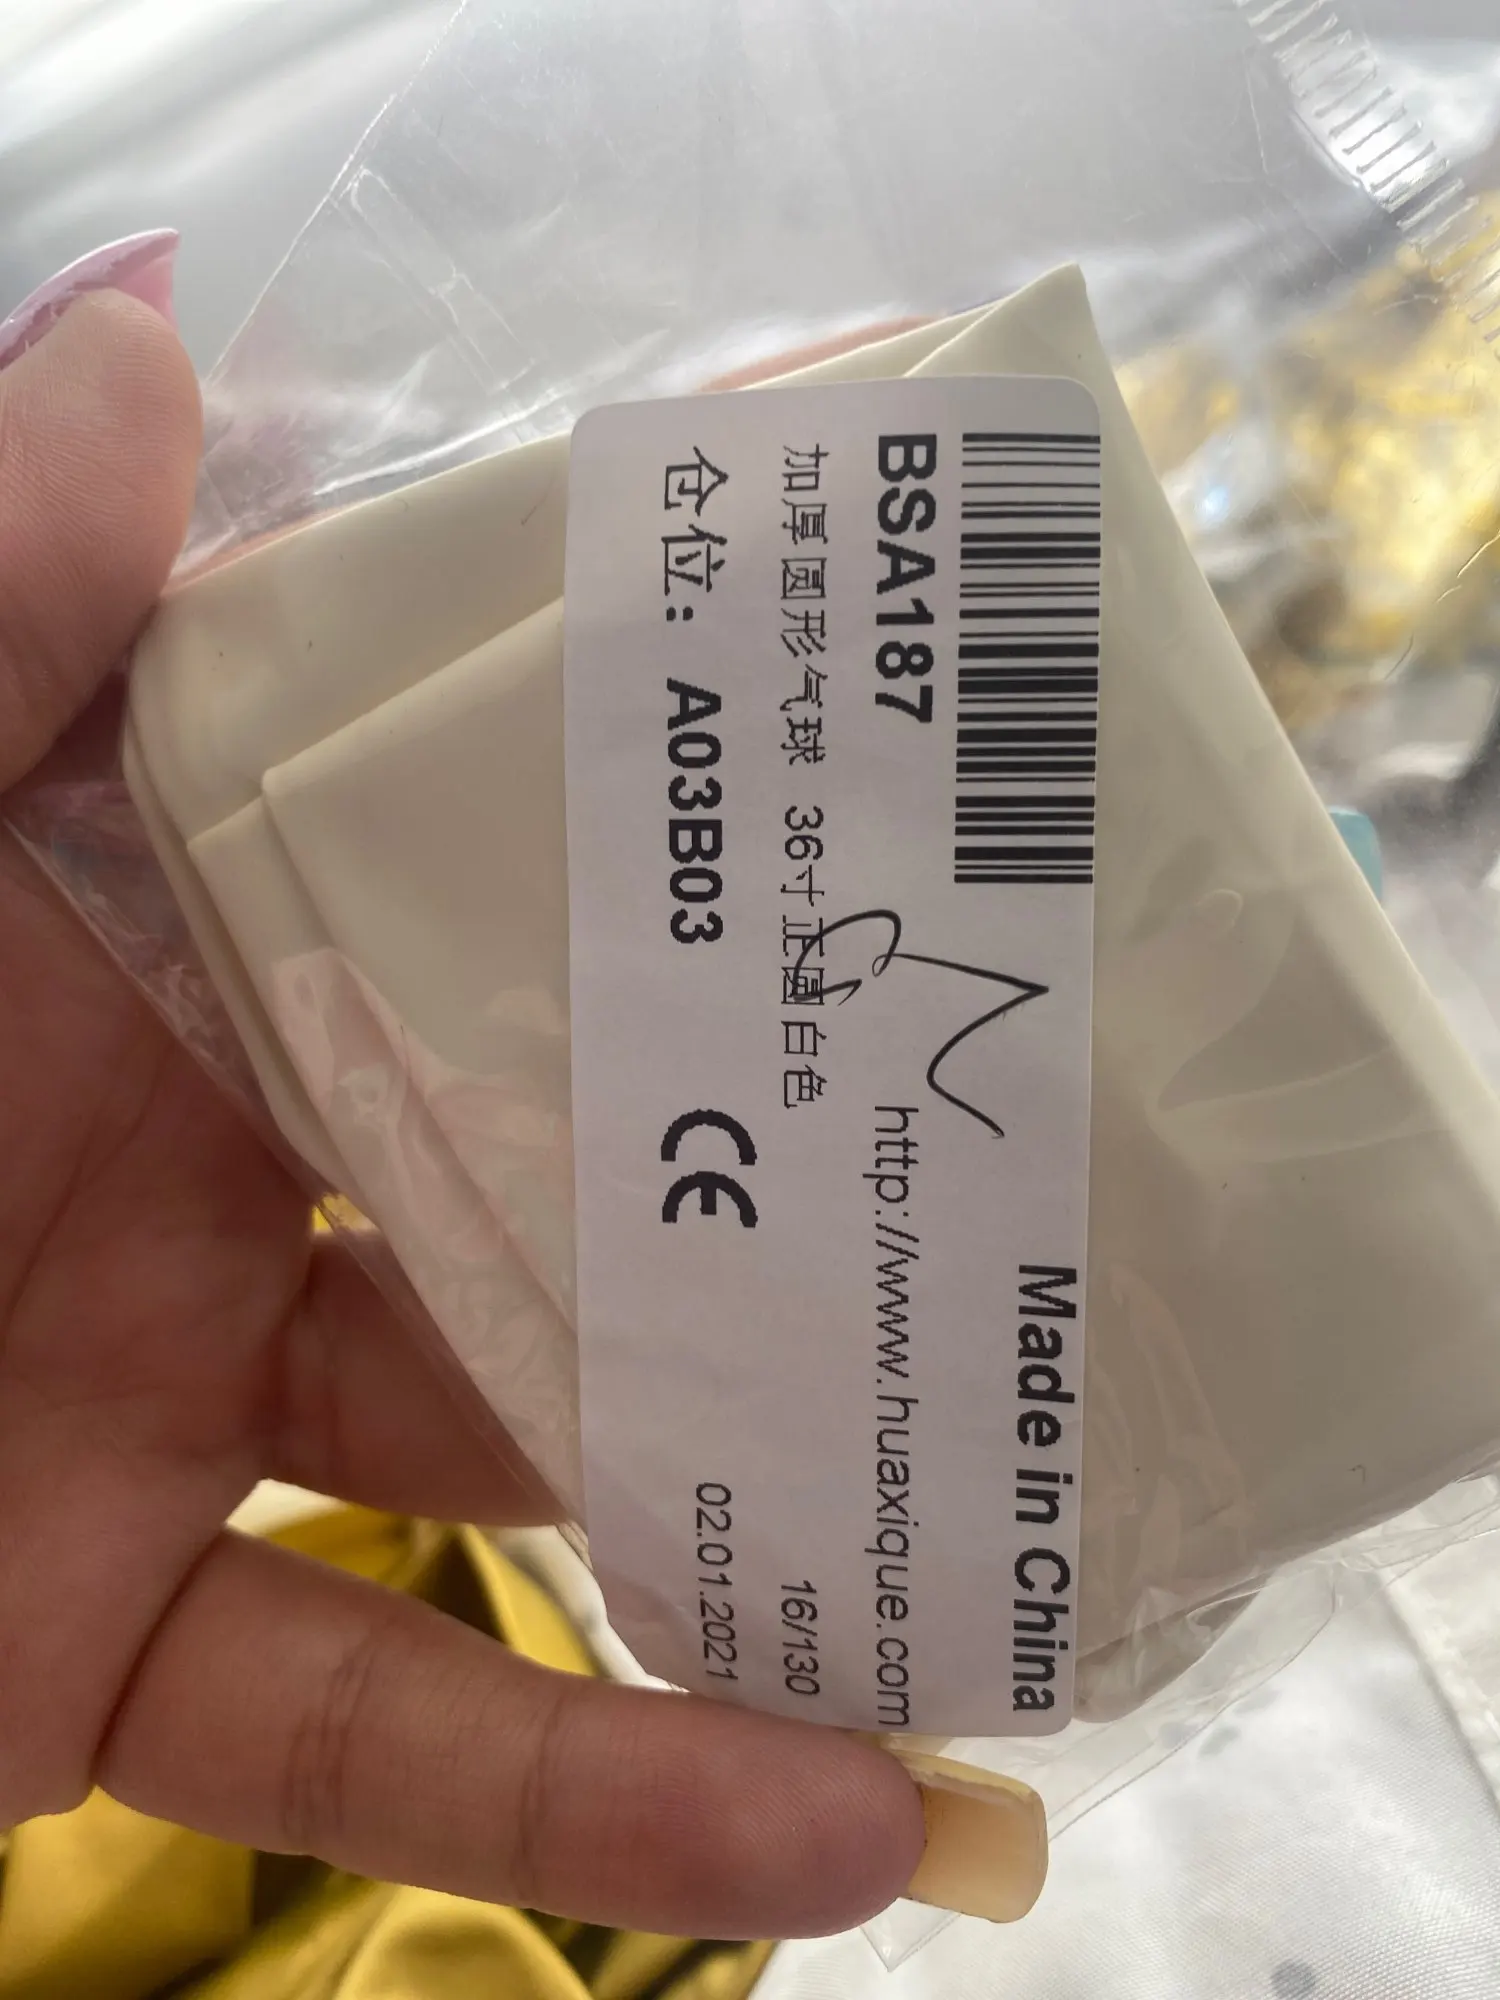 Made in China
BSA187
http://www.huaxique.com
加厚圆形气球 36寸正圆白色
16/130
仓位: A03B03
CE
02.01.2021